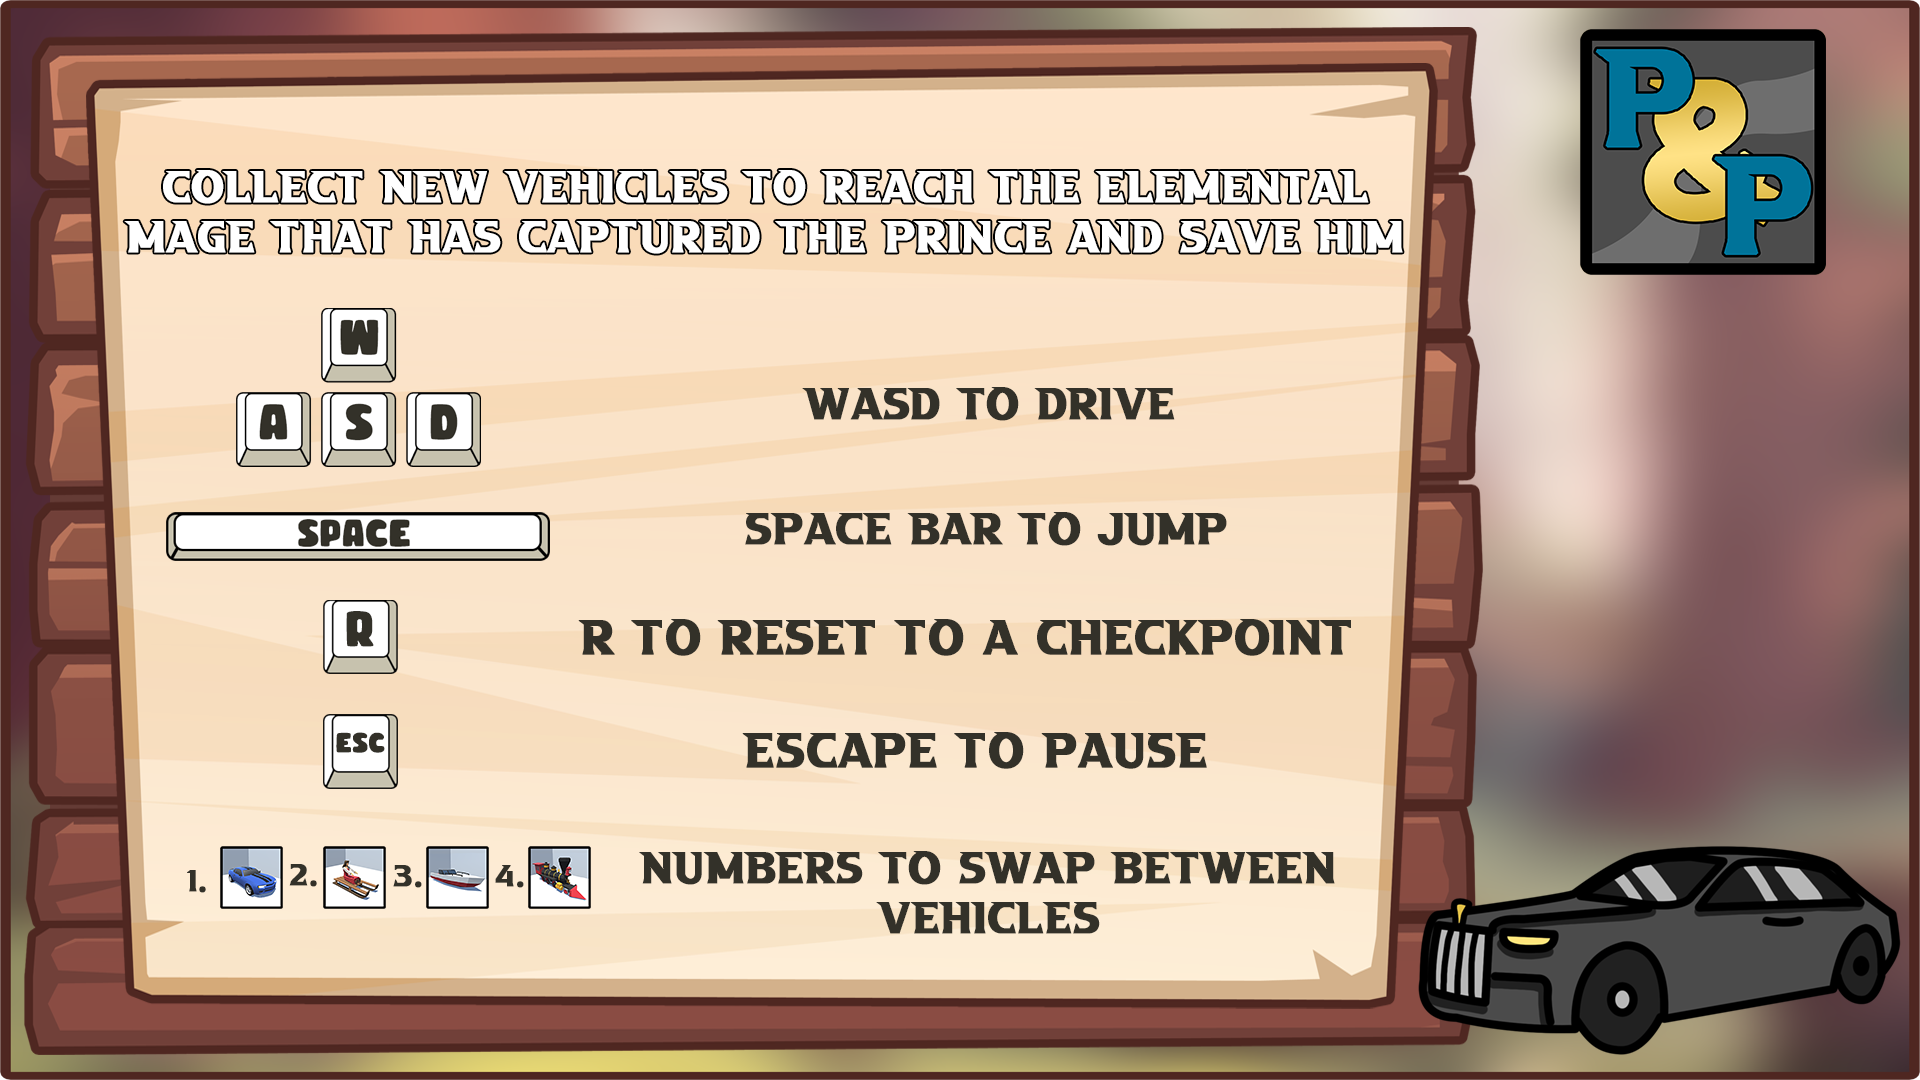 P&P
COLLECT NEW VEHICLES TO REACH THE ELEMENTAL
MAGE THAT HAS CAPTURED THE PRINCE AND SAVE HIM
W
A S D
WASD TO DRIVE
SPACE
SPACE BAR TO JUMP
R
R TO RESET TO A CHECKPOINT
ESC
ESCAPE TO PAUSE
1. 2. 3. 4.
NUMBERS TO SWAP BETWEEN
VEHICLES